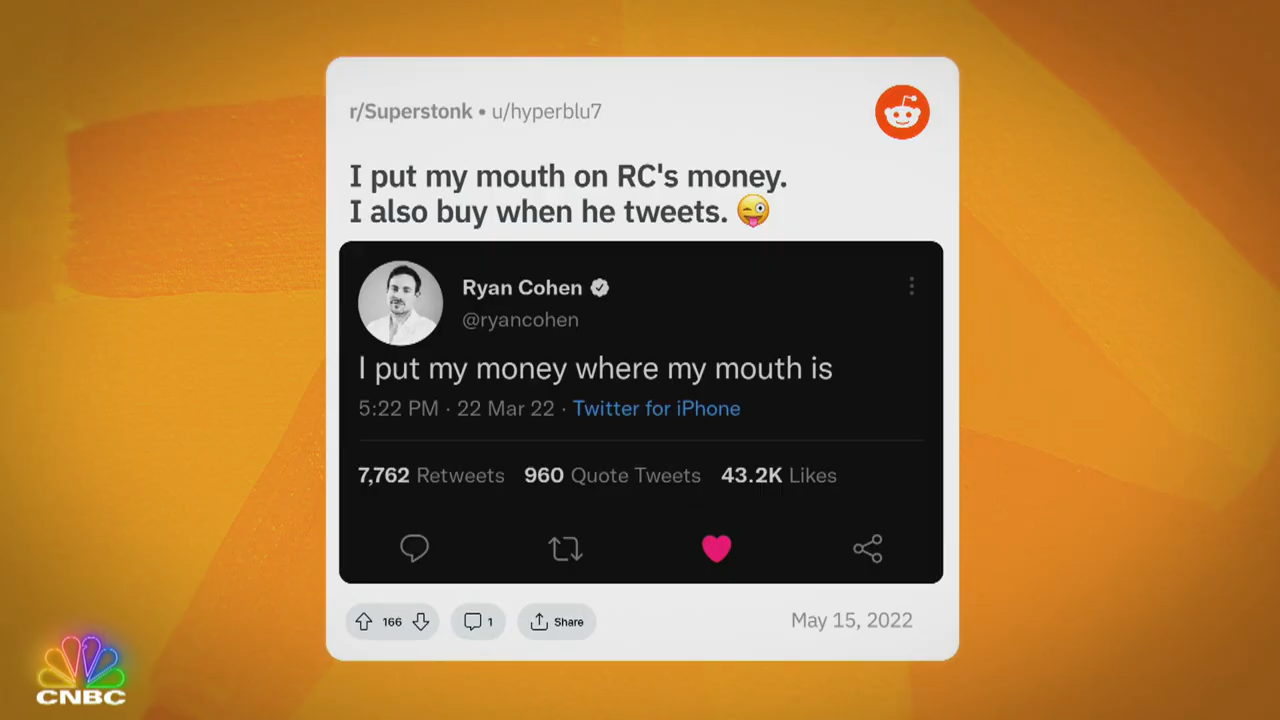 r/Superstonk • u/hyperblu7
I put my mouth on RC's money.
I also buy when he tweets. 😜
Ryan Cohen
@ryancohen
I put my money where my mouth is
5:22 PM · 22 Mar 22 · Twitter for iPhone
7,762 Retweets 960 Quote Tweets 43.2K Likes
166 1 Share May 15, 2022
CNBC